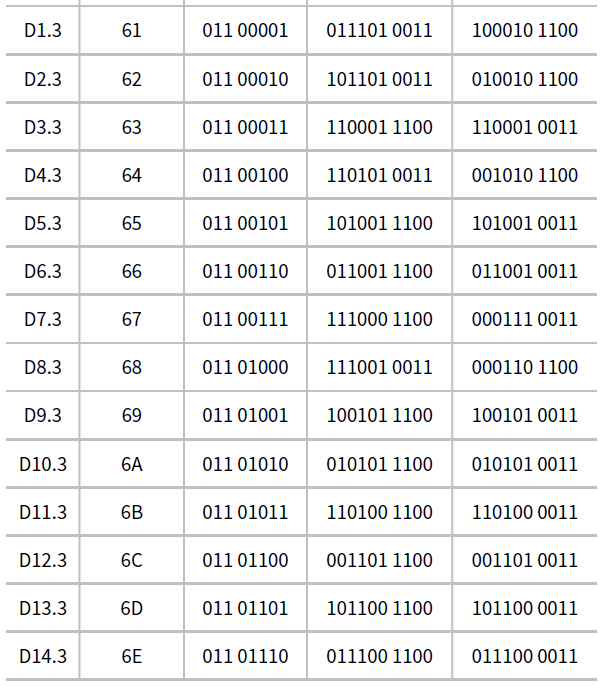 D1.3 61 011 00001 011101 0011 100010 1100
D2.3 62 011 00010 101101 0011 010010 1100
D3.3 63 011 00011 110001 1100 110001 0011
D4.3 64 011 00100 110101 0011 001010 1100
D5.3 65 011 00101 101001 1100 101001 0011
D6.3 66 011 00110 011001 1100 011001 0011
D7.3 67 011 00111 111000 1100 000111 0011
D8.3 68 011 01000 111001 0011 000110 1100
D9.3 69 011 01001 100101 1100 100101 0011
D10.3 6A 011 01010 010101 1100 010101 0011
D11.3 6B 011 01011 110100 1100 110100 0011
D12.3 6C 011 01100 001101 1100 001101 0011
D13.3 6D 011 01101 101100 1100 101100 0011
D14.3 6E 011 01110 011100 1100 011100 0011